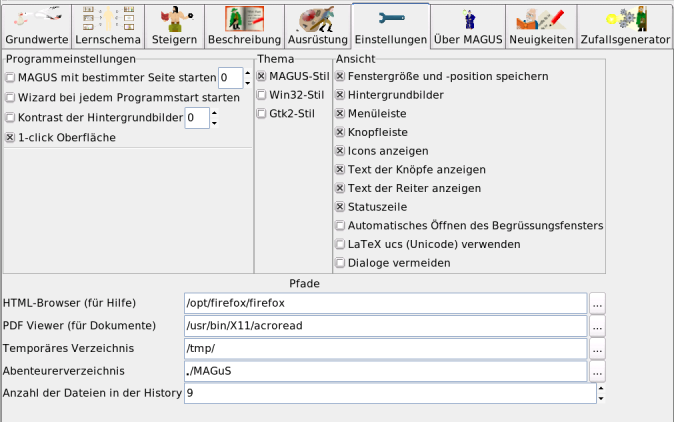 Grundwerte Lernschema Steigern Beschreibung Ausrüstung Einstellungen Über MAGUS Neuigkeiten Zufallsgenerator
Programmeinstellungen
MAGUS mit bestimmter Seite starten 0
Wizard bei jedem Programmstart starten
Kontrast der Hintergrundbilder 0
1-click Oberfläche
Thema
MAGUS-Stil
Win32-Stil
Gtk2-Stil
Ansicht
Fenstergröße und -position speichern
Hintergrundbilder
Menüleiste
Knopfleiste
Icons anzeigen
Text der Knöpfe anzeigen
Text der Reiter anzeigen
Statuszeile
Automatisches Öffnen des Begrüssungsfensters
LaTeX ucs (Unicode) verwenden
Dialoge vermeiden
Pfade
HTML-Browser (für Hilfe) /opt/firefox/firefox ...
PDF Viewer (für Dokumente) /usr/bin/X11/acroread ...
Temporäres Verzeichnis /tmp/ ...
Abenteurerverzeichnis ./MAGuS ...
Anzahl der Dateien in der History 9